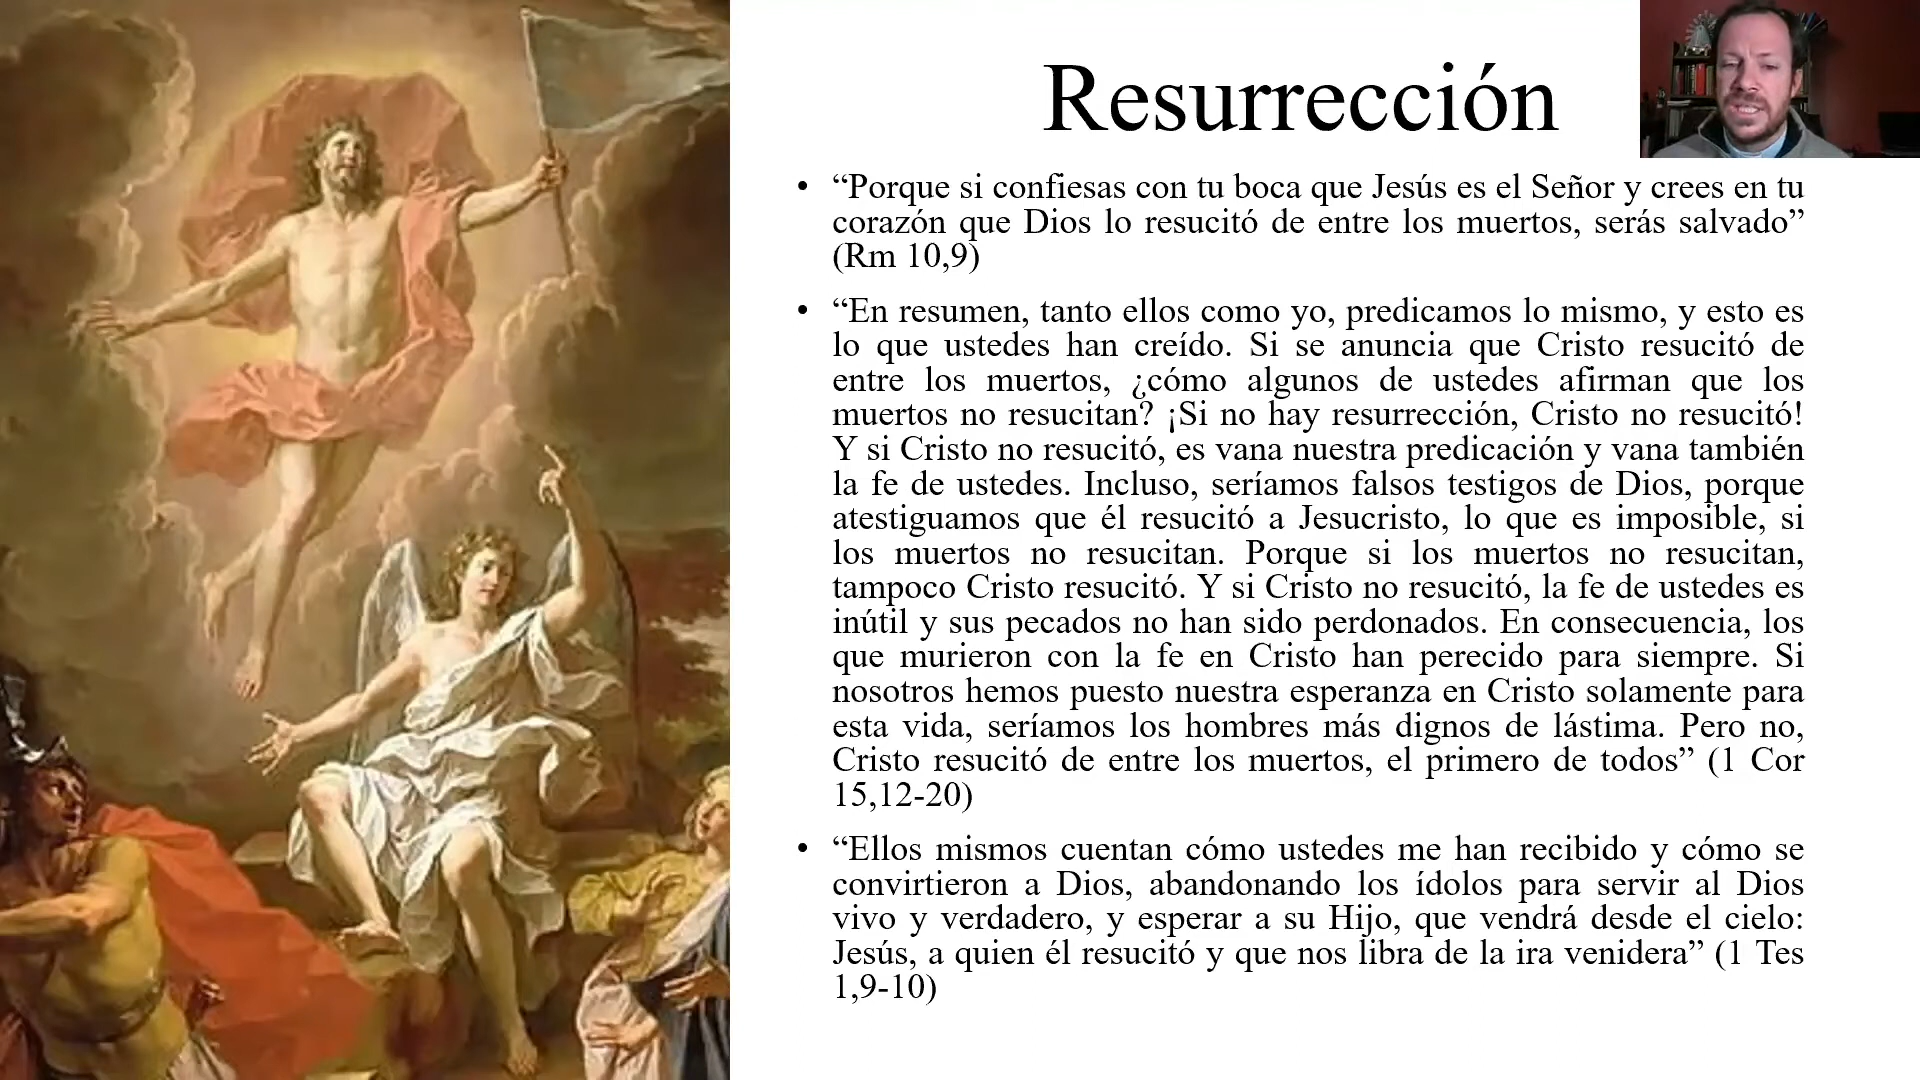 Resurrección
• “Porque si confiesas con tu boca que Jesús es el Señor y crees en tu
corazón que Dios lo resucitó de entre los muertos, serás salvado”
(Rm 10,9)
• “En resumen, tanto ellos como yo, predicamos lo mismo, y esto es
lo que ustedes han creído. Si se anuncia que Cristo resucitó de
entre los muertos, ¿cómo algunos de ustedes afirman que los
muertos no resucitan? ¡Si no hay resurrección, Cristo no resucitó!
Y si Cristo no resucitó, es vana nuestra predicación y vana también
la fe de ustedes. Incluso, seríamos falsos testigos de Dios, porque
atestiguamos que él resucitó a Jesucristo, lo que es imposible, si
los muertos no resucitan. Porque si los muertos no resucitan,
tampoco Cristo resucitó. Y si Cristo no resucitó, la fe de ustedes es
inútil y sus pecados no han sido perdonados. En consecuencia, los
que murieron con la fe en Cristo han perecido para siempre. Si
nosotros hemos puesto nuestra esperanza en Cristo solamente para
esta vida, seríamos los hombres más dignos de lástima. Pero no,
Cristo resucitó de entre los muertos, el primero de todos” (1 Cor
15,12-20)
• “Ellos mismos cuentan cómo ustedes me han recibido y cómo se
convirtieron a Dios, abandonando los ídolos para servir al Dios
vivo y verdadero, y esperar a su Hijo, que vendrá desde el cielo:
Jesús, a quien él resucitó y que nos libra de la ira venidera” (1 Tes
1,9-10)